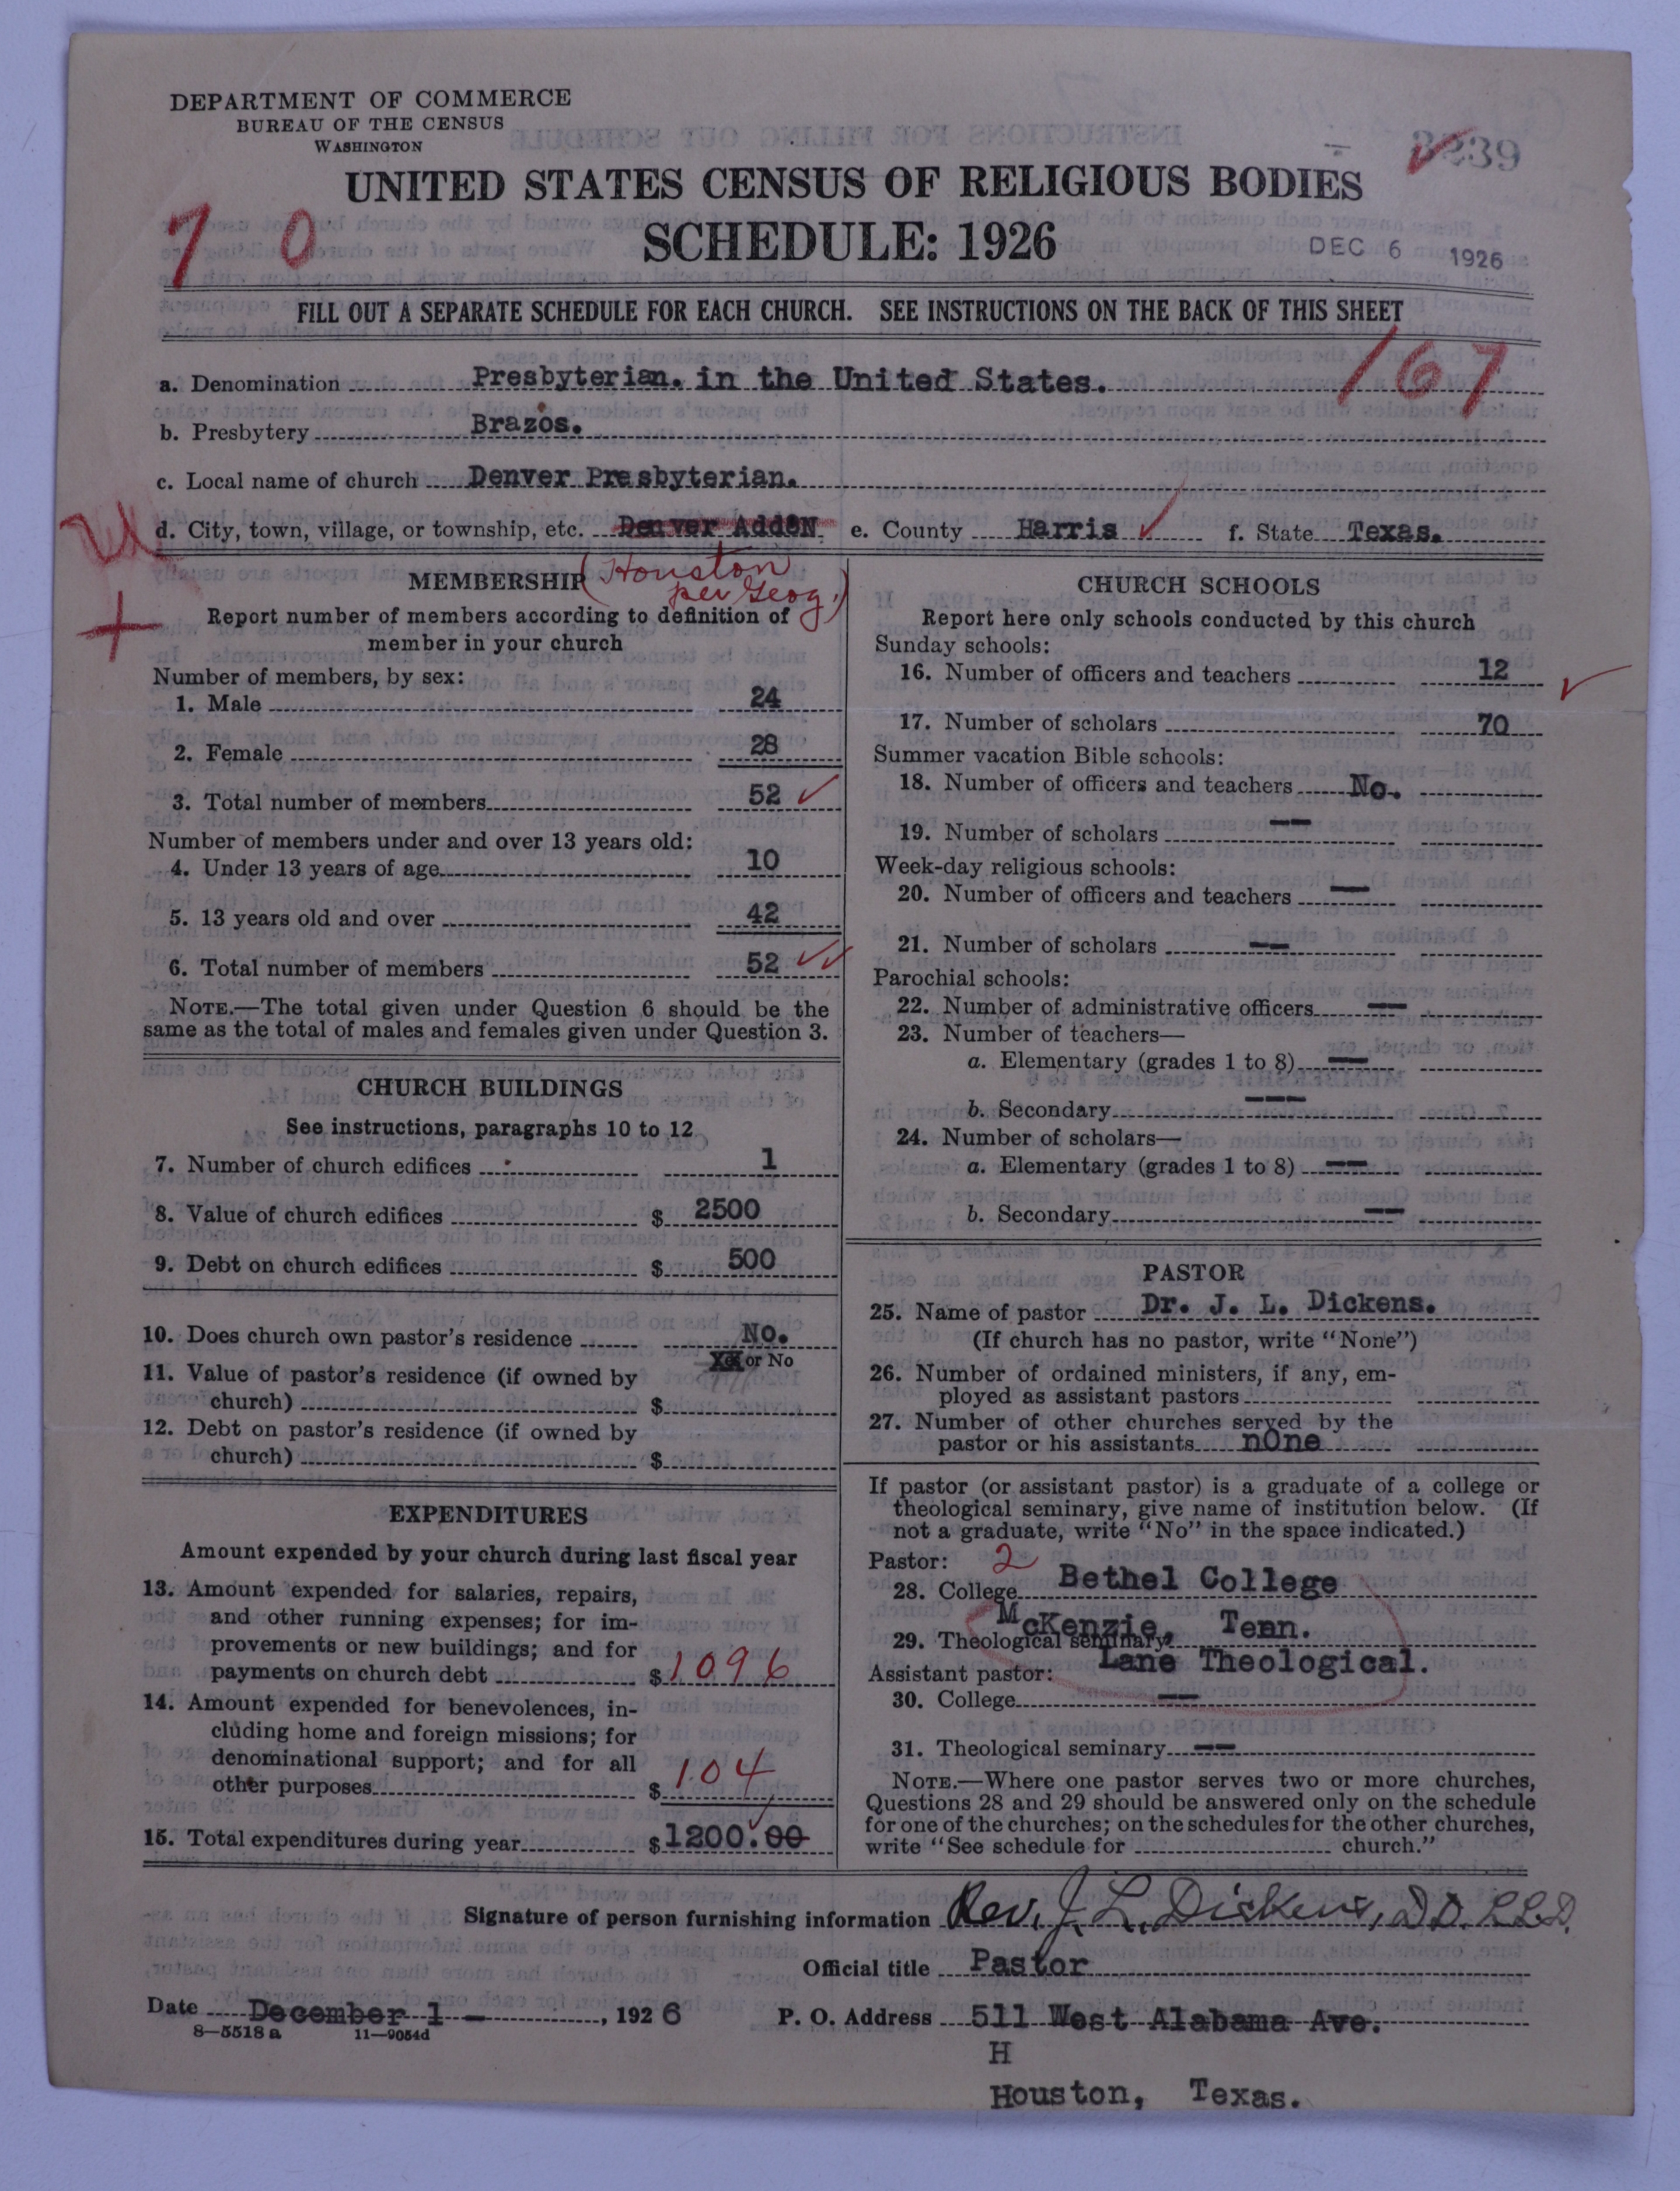 DEPARTMENT OF COMMERCE
BUREAU OF THE CENSUS
WASHINGTON
3239
UNITED STATES CENSUS OF RELIGIOUS BODIES
SCHEDULE: 1926
7 0
DEC 6 1926
FILL OUT A SEPARATE SCHEDULE FOR EACH CHURCH. SEE INSTRUCTIONS ON THE BACK OF THIS SHEET
167
a. Denomination Presbyterian. in the United States.
b. Presbytery Brazos.
c. Local name of church Denver Presbyterian.
d. City, town, village, or township, etc. Denver AddON e. County Harris f. State Texas.
(Houston
per Geog.)
MEMBERSHIP
Report number of members according to definition of
member in your church
Number of members, by sex:
1. Male 24
2. Female 28
3. Total number of members 52
Number of members under and over 13 years old:
4. Under 13 years of age 10
5. 13 years old and over 42
6. Total number of members 52
NOTE.—The total given under Question 6 should be the
same as the total of males and females given under Question 3.
CHURCH BUILDINGS
See instructions, paragraphs 10 to 12
7. Number of church edifices 1
8. Value of church edifices $ 2500
9. Debt on church edifices $ 500
10. Does church own pastor's residence No.
Yes or No
11. Value of pastor's residence (if owned by
church) $
12. Debt on pastor's residence (if owned by
church) $
EXPENDITURES
Amount expended by your church during last fiscal year
13. Amount expended for salaries, repairs,
and other running expenses; for im-
provements or new buildings; and for
payments on church debt $ 1096
14. Amount expended for benevolences, in-
cluding home and foreign missions; for
denominational support; and for all
other purposes $ 104
15. Total expenditures during year $ 1200.00
CHURCH SCHOOLS
Report here only schools conducted by this church
Sunday schools:
16. Number of officers and teachers 12
17. Number of scholars 70
Summer vacation Bible schools:
18. Number of officers and teachers No.
19. Number of scholars --
Week-day religious schools:
20. Number of officers and teachers --
21. Number of scholars --
Parochial schools:
22. Number of administrative officers --
23. Number of teachers—
a. Elementary (grades 1 to 8) --
b. Secondary ---
24. Number of scholars—
a. Elementary (grades 1 to 8) --
b. Secondary --
PASTOR
25. Name of pastor Dr. J. L. Dickens.
(If church has no pastor, write "None")
26. Number of ordained ministers, if any, em-
ployed as assistant pastors
27. Number of other churches served by the
pastor or his assistants nOne
If pastor (or assistant pastor) is a graduate of a college or
theological seminary, give name of institution below. (If
not a graduate, write "No" in the space indicated.)
Pastor: 2
28. College Bethel College
McKenzie, Tenn.
29. Theological seminary
Lane Theological.
Assistant pastor:
30. College --
31. Theological seminary --
NOTE.—Where one pastor serves two or more churches,
Questions 28 and 29 should be answered only on the schedule
for one of the churches; on the schedules for the other churches,
write "See schedule for church."
Signature of person furnishing information Rev. J. L. Dickens, D.D. LL.D.
Official title Pastor
Date December 1 -, 1926 P. O. Address 511 West Alabama Ave.
8—5518 a 11—9054d
H
Houston, Texas.